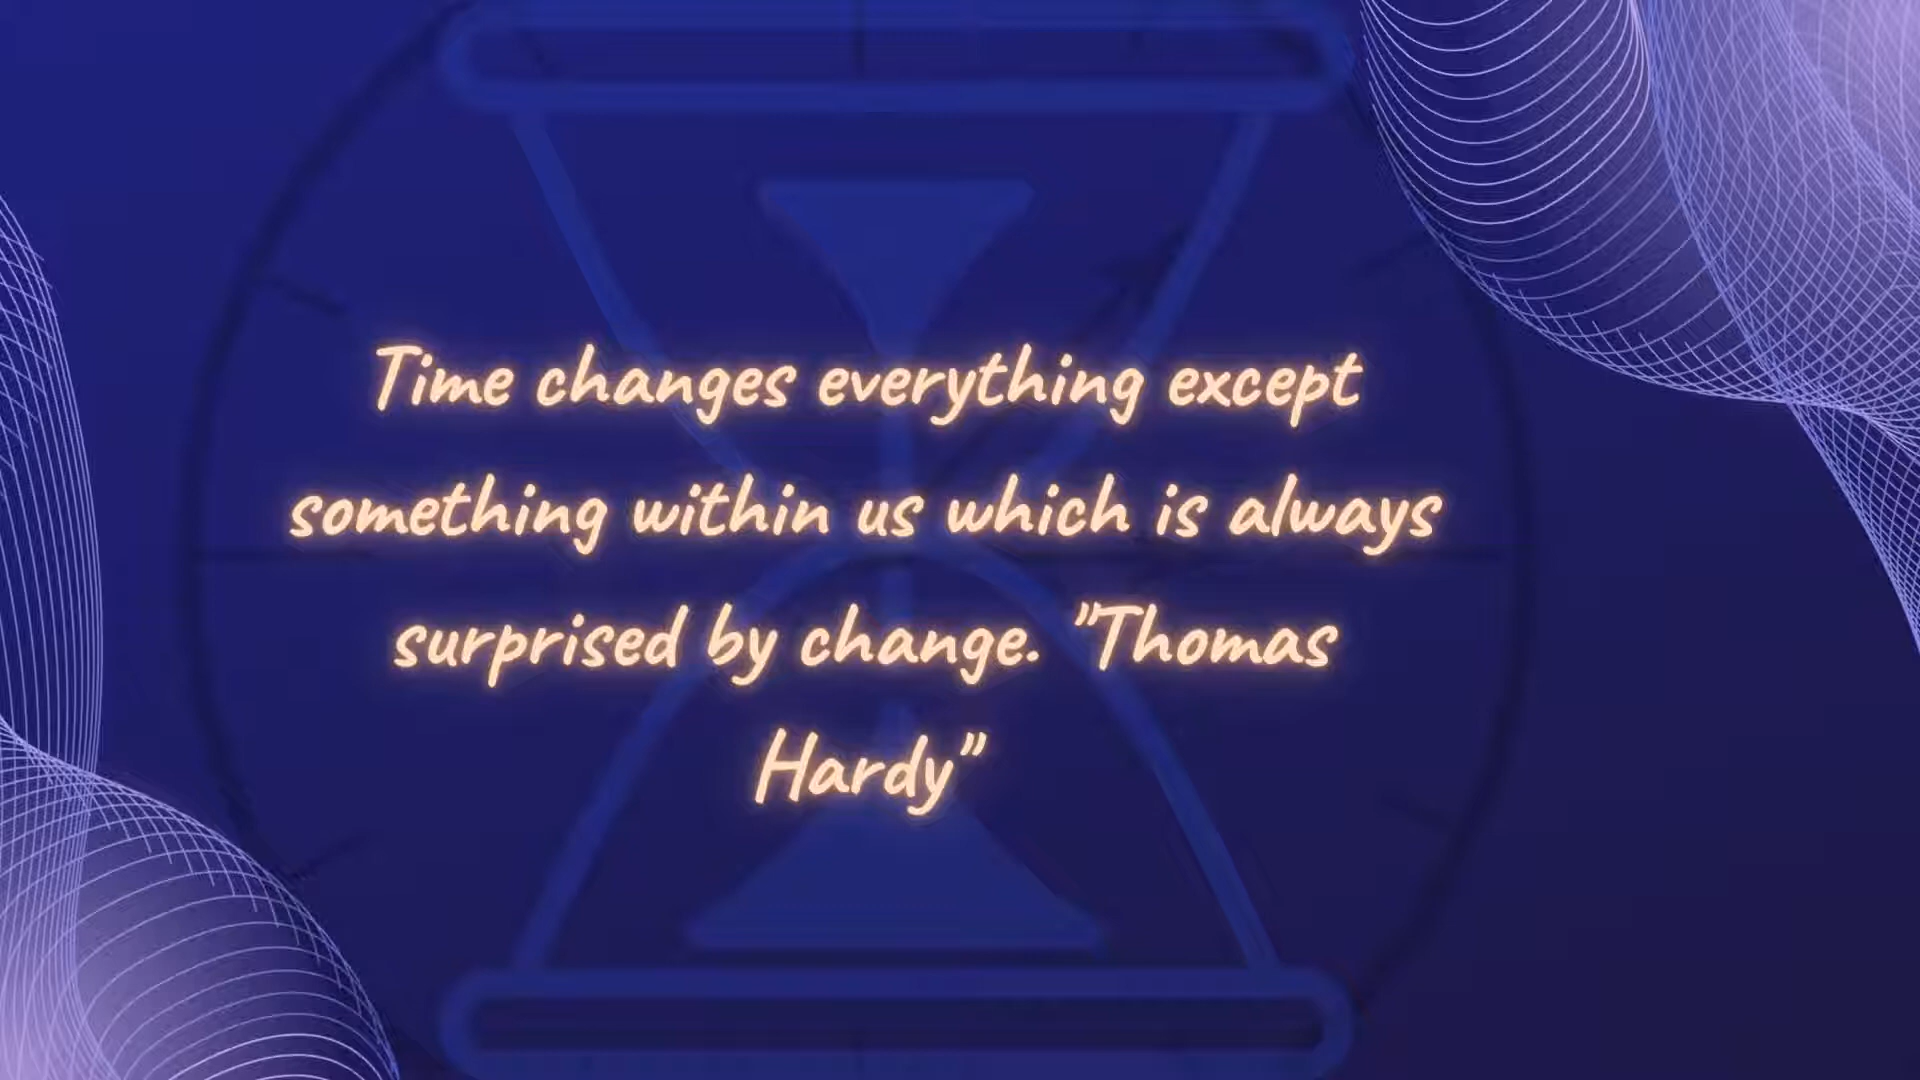 Time changes everything except
something within us which is always
surprised by change. "Thomas
Hardy"